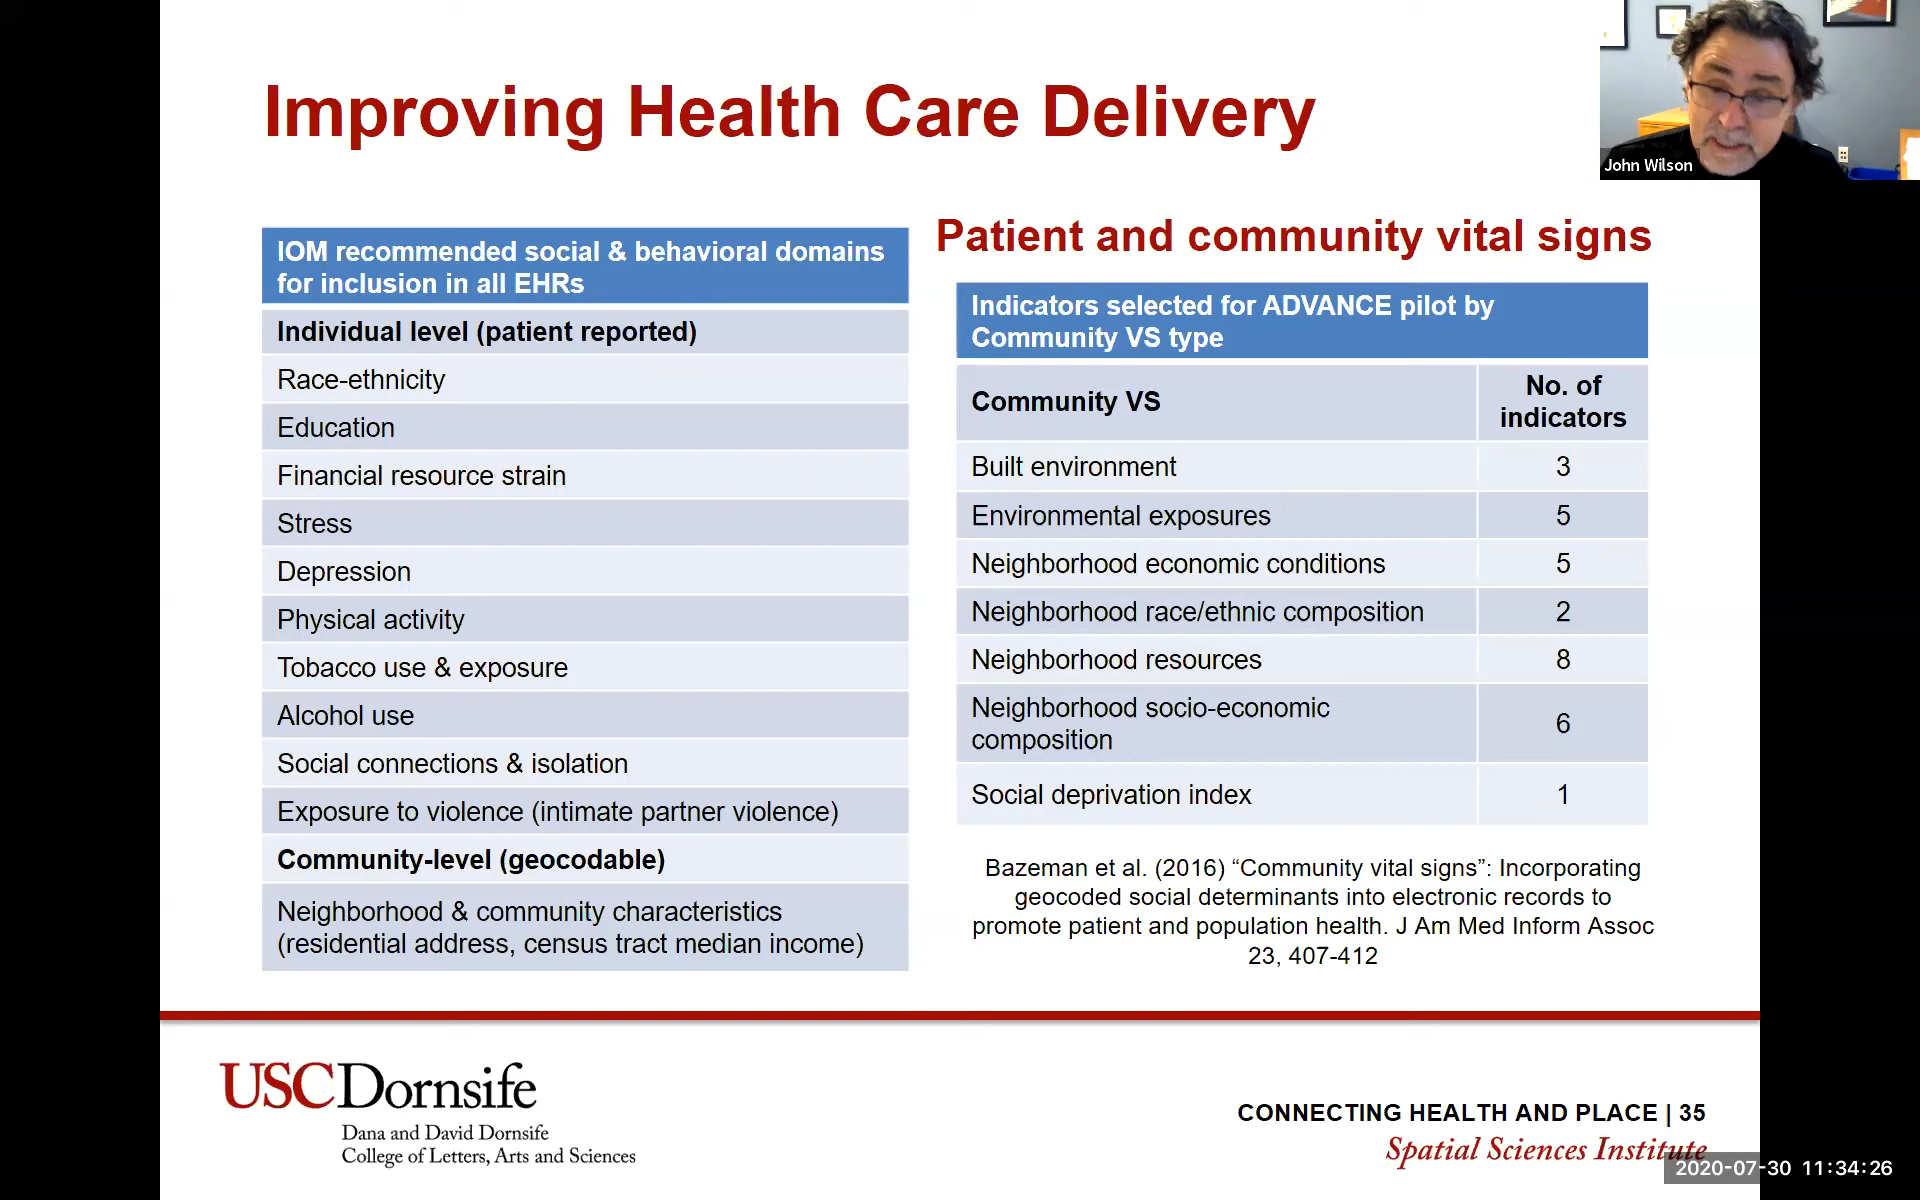 Improving Health Care Delivery
John Wilson
IOM recommended social & behavioral domains
for inclusion in all EHRs
Individual level (patient reported)
Race-ethnicity
Education
Financial resource strain
Stress
Depression
Physical activity
Tobacco use & exposure
Alcohol use
Social connections & isolation
Exposure to violence (intimate partner violence)
Community-level (geocodable)
Neighborhood & community characteristics
(residential address, census tract median income)
Patient and community vital signs
Indicators selected for ADVANCE pilot by
Community VS type
Community VS No. of
indicators
Built environment 3
Environmental exposures 5
Neighborhood economic conditions 5
Neighborhood race/ethnic composition 2
Neighborhood resources 8
Neighborhood socio-economic
composition 6
Social deprivation index 1
Bazeman et al. (2016) “Community vital signs”: Incorporating
geocoded social determinants into electronic records to
promote patient and population health. J Am Med Inform Assoc
23, 407-412
USCDornsife
Dana and David Dornsife
College of Letters, Arts and Sciences
CONNECTING HEALTH AND PLACE | 35
Spatial Sciences Institute
2020-07-30 11:34:26